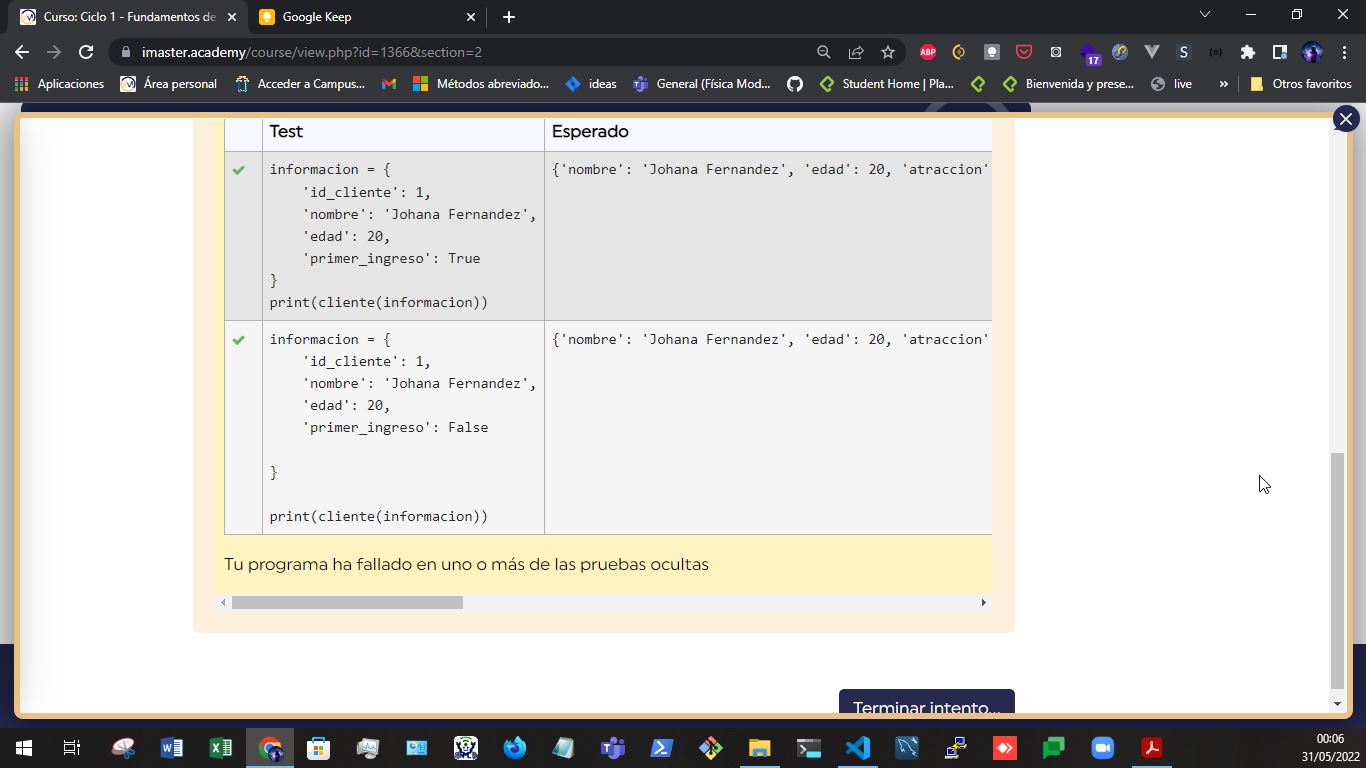 Curso: Ciclo 1 - Fundamentos de
Google Keep
imaster.academy/course/view.php?id=1366&section=2
ABP
17
S
Aplicaciones
Área personal
Acceder a Campus...
Métodos abreviado...
ideas
General (Física Mod...
Student Home | Pla...
Bienvenida y prese...
live
»
Otros favoritos
Test
Esperado
informacion = {
'id_cliente': 1,
'nombre': 'Johana Fernandez',
'edad': 20,
'primer_ingreso': True
}
print(cliente(informacion))
{'nombre': 'Johana Fernandez', 'edad': 20, 'atraccion'
informacion = {
'id_cliente': 1,
'nombre': 'Johana Fernandez',
'edad': 20,
'primer_ingreso': False
}
print(cliente(informacion))
{'nombre': 'Johana Fernandez', 'edad': 20, 'atraccion'
Tu programa ha fallado en uno o más de las pruebas ocultas
Terminar intento...
00:06
31/05/2022